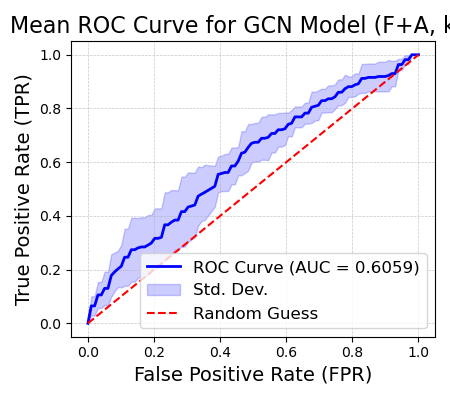 Mean ROC Curve for GCN Model (F+A, k
1.0
0.8
0.6
0.4
0.2
0.0
True Positive Rate (TPR)
ROC Curve (AUC = 0.6059)
Std. Dev.
Random Guess
0.0 0.2 0.4 0.6 0.8 1.0
False Positive Rate (FPR)